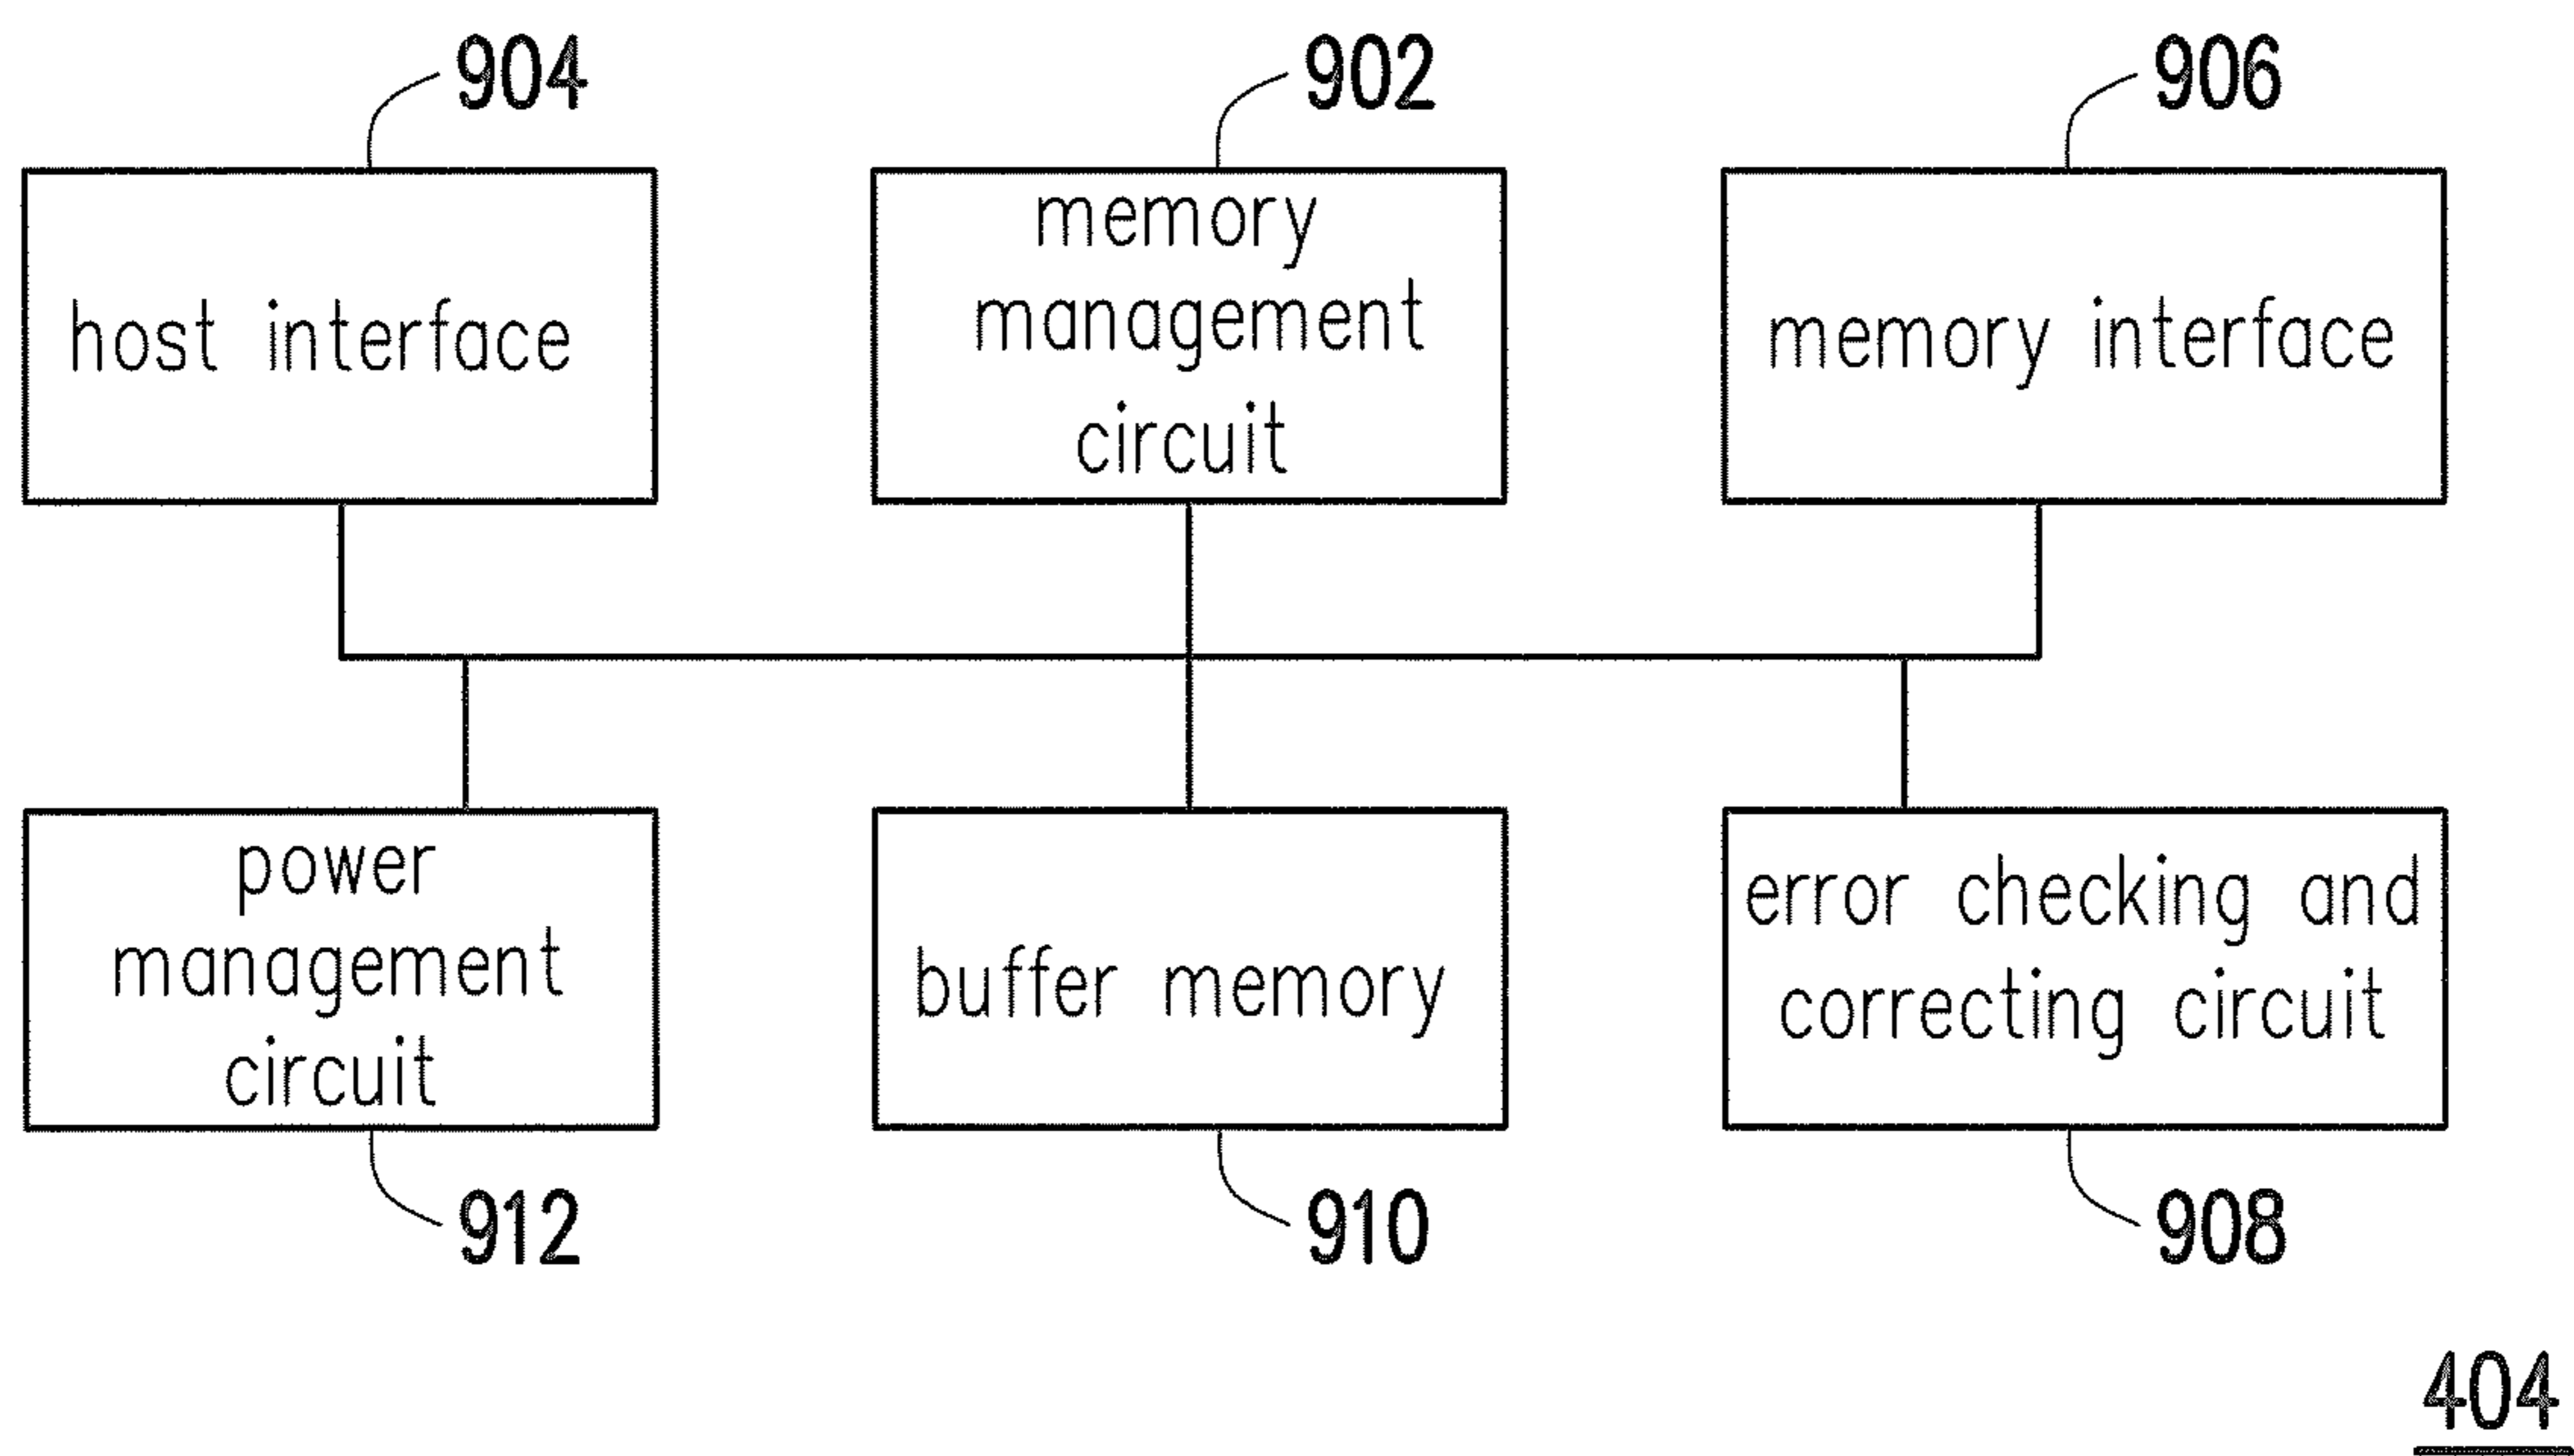 904
902
906
host interface
memory
management
circuit
memory interface
power
management
circuit
buffer memory
error checking and
correcting circuit
912
910
908
404